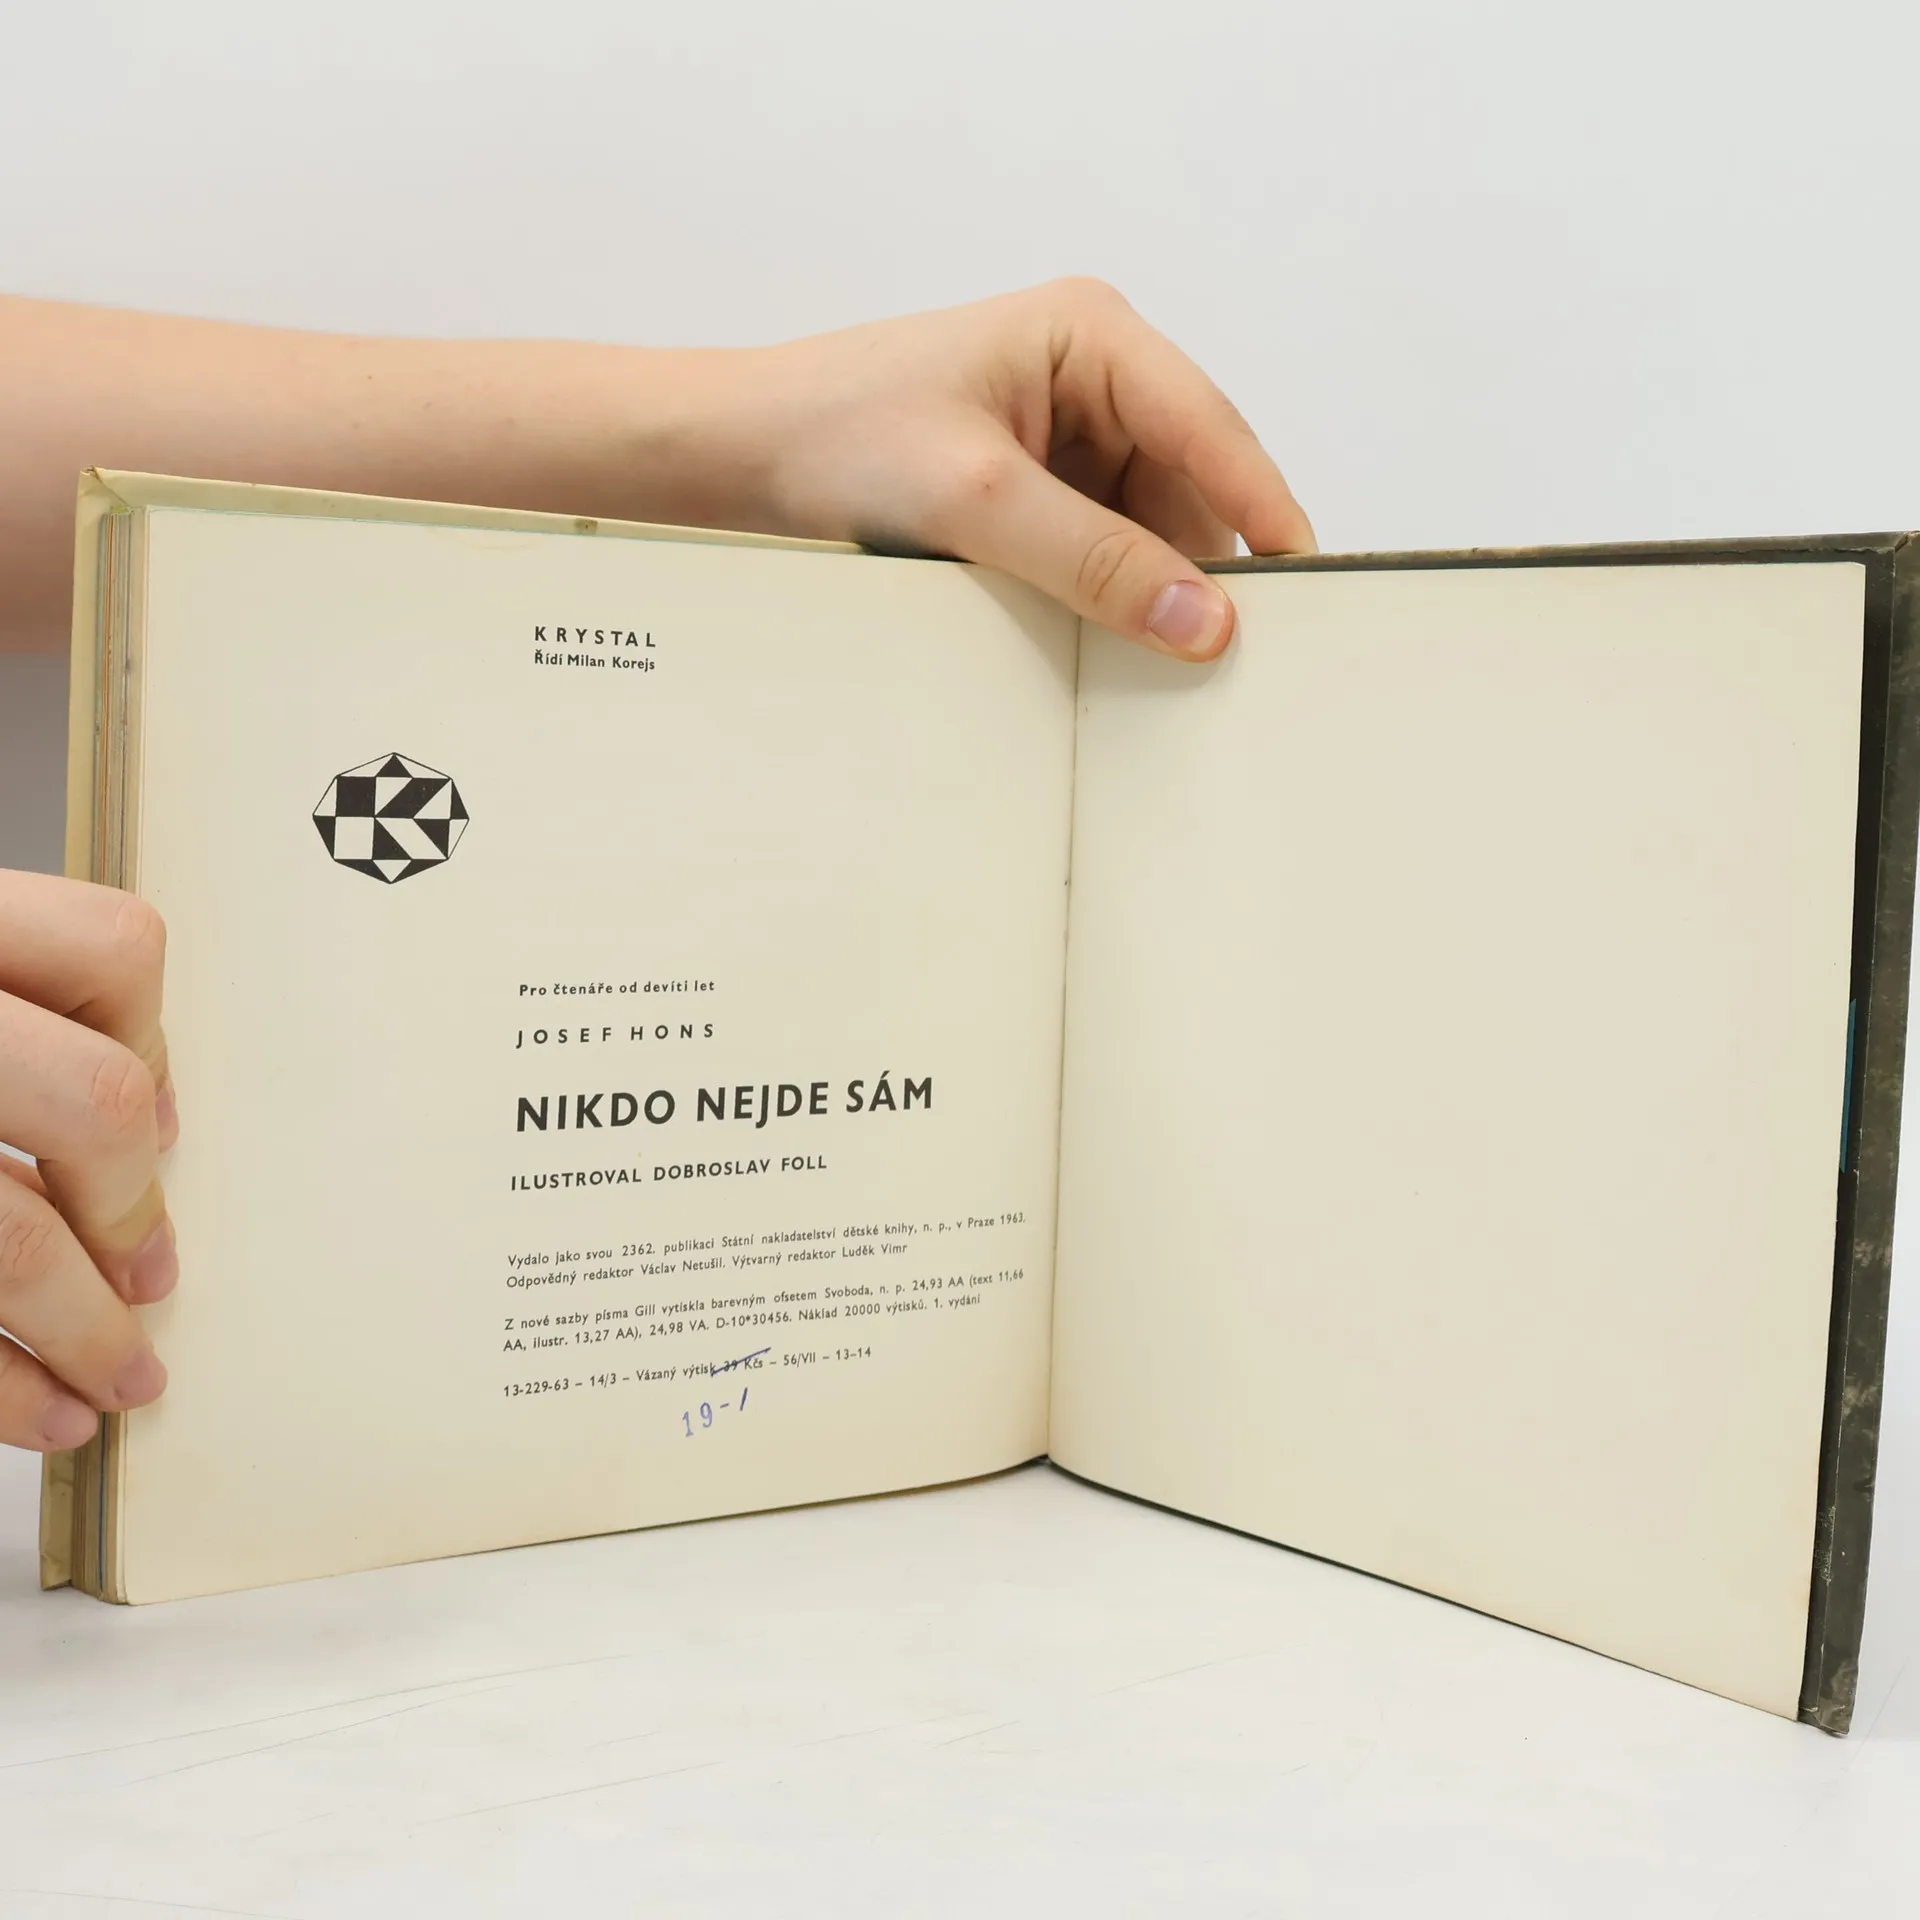 KRYSTAL
Řídí Milan Korejs
Pro čtenáře od devíti let
JOSEF HONS
NIKDO NEJDE SÁM
ILUSTROVAL DOBROSLAV FOLL
Vydalo jako svou 2362. publikaci Státní nakladatelství dětské knihy, n. p., v Praze 1963.
Odpovědný redaktor Václav Netušil. Výtvarný redaktor Luděk Vimr
Z nové sazby písma Gill vytiskla barevným ofsetem Svoboda, n. p. 24,93 AA (text 11,66
AA, ilustr. 13,27 AA), 24,98 VA. D-10*30456. Náklad 20000 výtisků. 1. vydání
13-229-63 – 14/3 – Vázaný výtisk 39 Kčs – 56/VII – 13-14
19-/